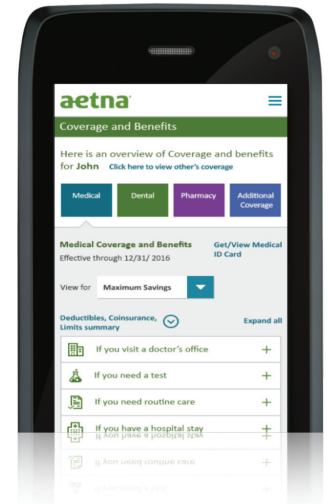 aetna
Coverage and Benefits
Here is an overview of Coverage and benefits
for John Click here to view other's coverage
Medical Dental Pharmacy Additional
Coverage
Medical Coverage and Benefits Get/View Medical
Effective through 12/31/ 2016 ID Card
View for Maximum Savings
Deductibles, Coinsurance, Expand all
Limits summary
If you visit a doctor's office
If you need a test
If you need routine care
If you have a hospital stay